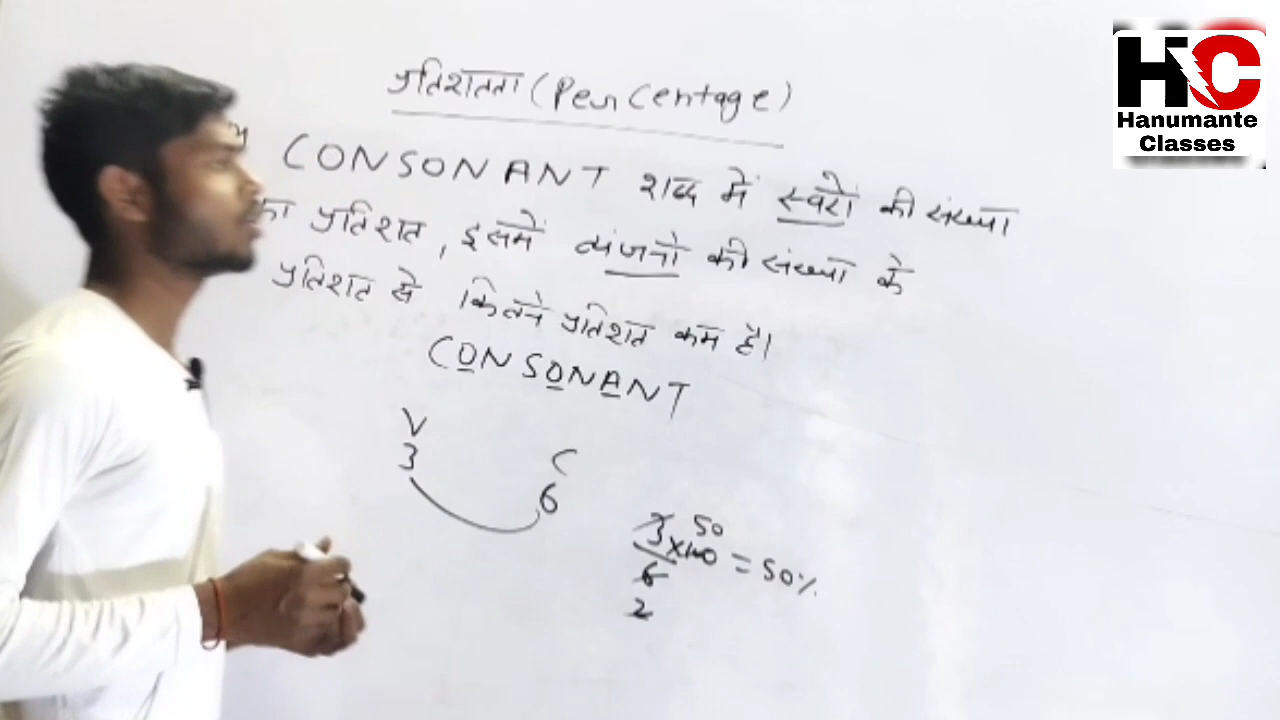 प्रतिशतता (Percentage)
CONSONANT शब्द में स्वरों की संख्या
का प्रतिशत, इसमें व्यंजनों की संख्या के
प्रतिशत से कितने प्रतिशत कम है।
CONSONANT
V C
3 6
50
3×100 = 50%
6
2
HC
Hanumante
Classes